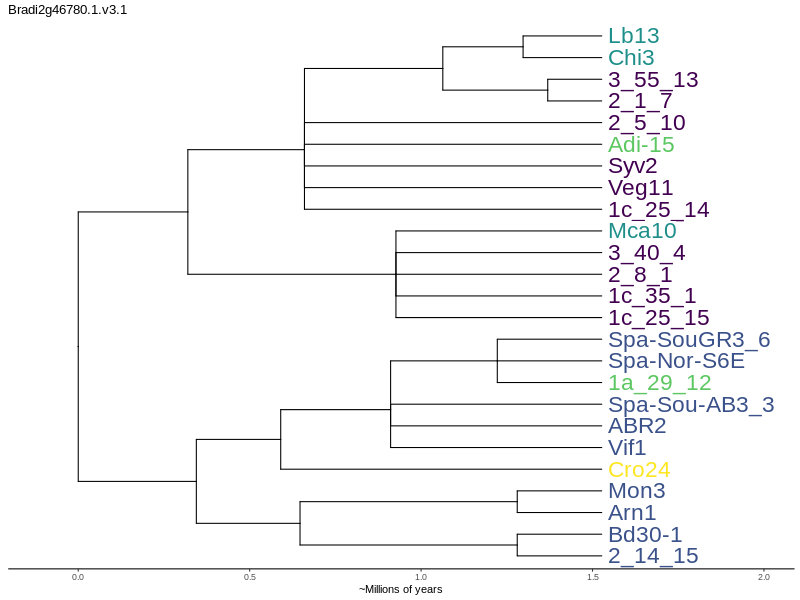 Bradi2g46780.1.v3.1
Lb13
Chi3
3_55_13
2_1_7
2_5_10
Adi-15
Syv2
Veg11
1c_25_14
Mca10
3_40_4
2_8_1
1c_35_1
1c_25_15
Spa-SouGR3_6
Spa-Nor-S6E
1a_29_12
Spa-Sou-AB3_3
ABR2
Vif1
Cro24
Mon3
Arn1
Bd30-1
2_14_15
0.0 0.5 1.0 1.5 2.0
~Millions of years